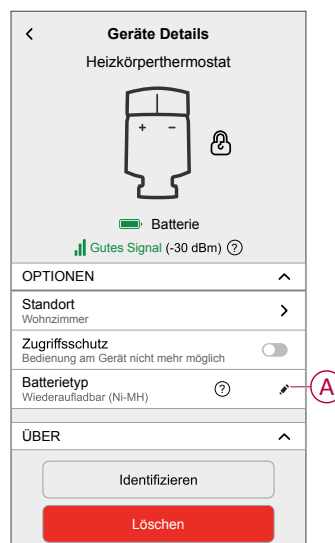 Geräte Details
Heizkörperthermostat
+ -
Batterie
Gutes Signal (-30 dBm) ?
OPTIONEN
Standort
Wohnzimmer
Zugriffsschutz
Bedienung am Gerät nicht mehr möglich
Batterietyp
Wiederaufladbar (Ni-MH) ?
A
ÜBER
Identifizieren
Löschen